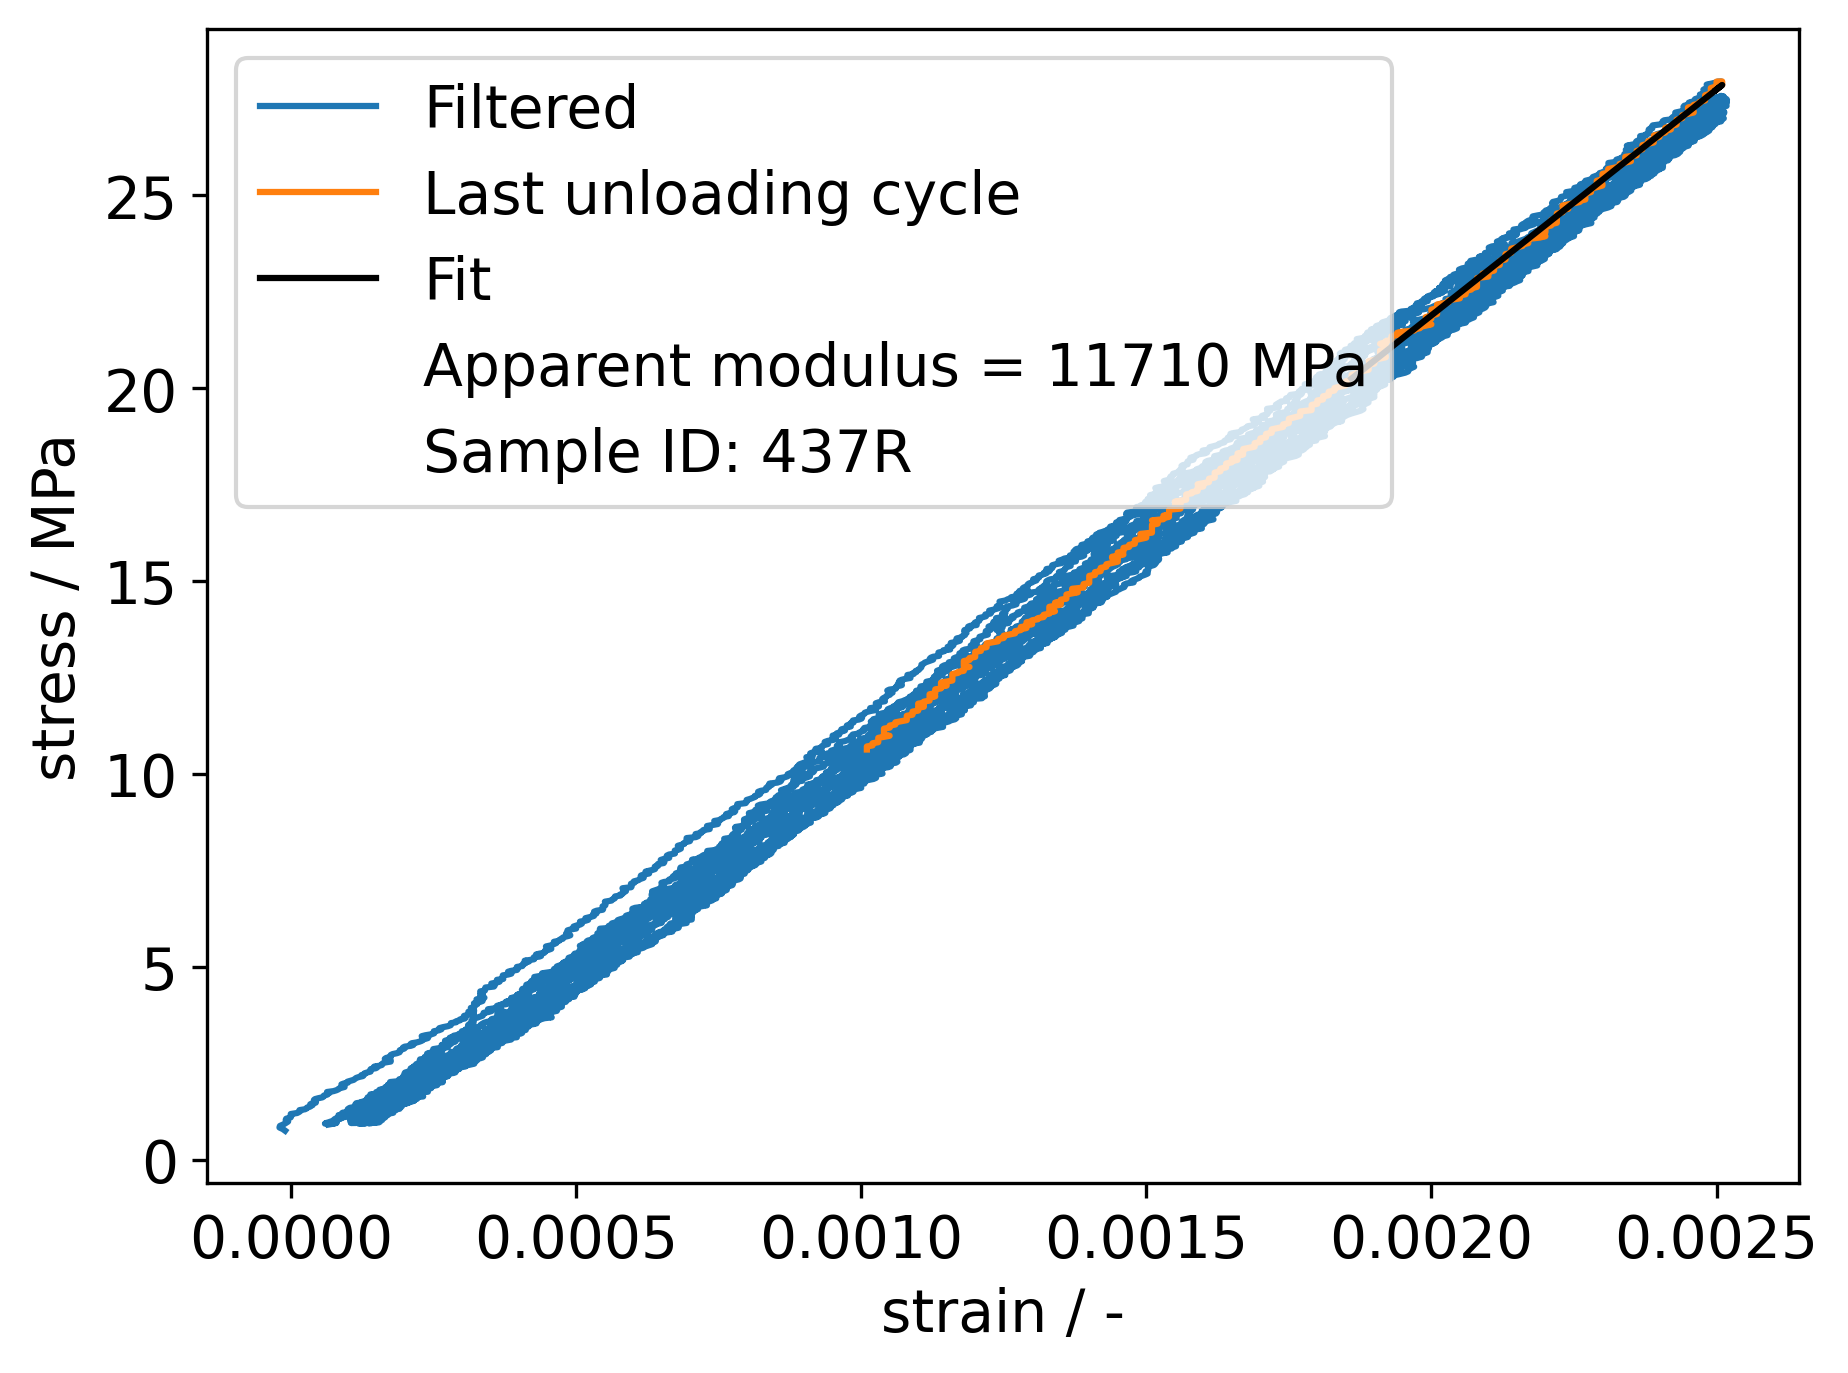 Filtered
Last unloading cycle
Fit
Apparent modulus = 11710 MPa
Sample ID: 437R
25
20
15
10
5
0
stress / MPa
0.0000 0.0005 0.0010 0.0015 0.0020 0.0025
strain / -